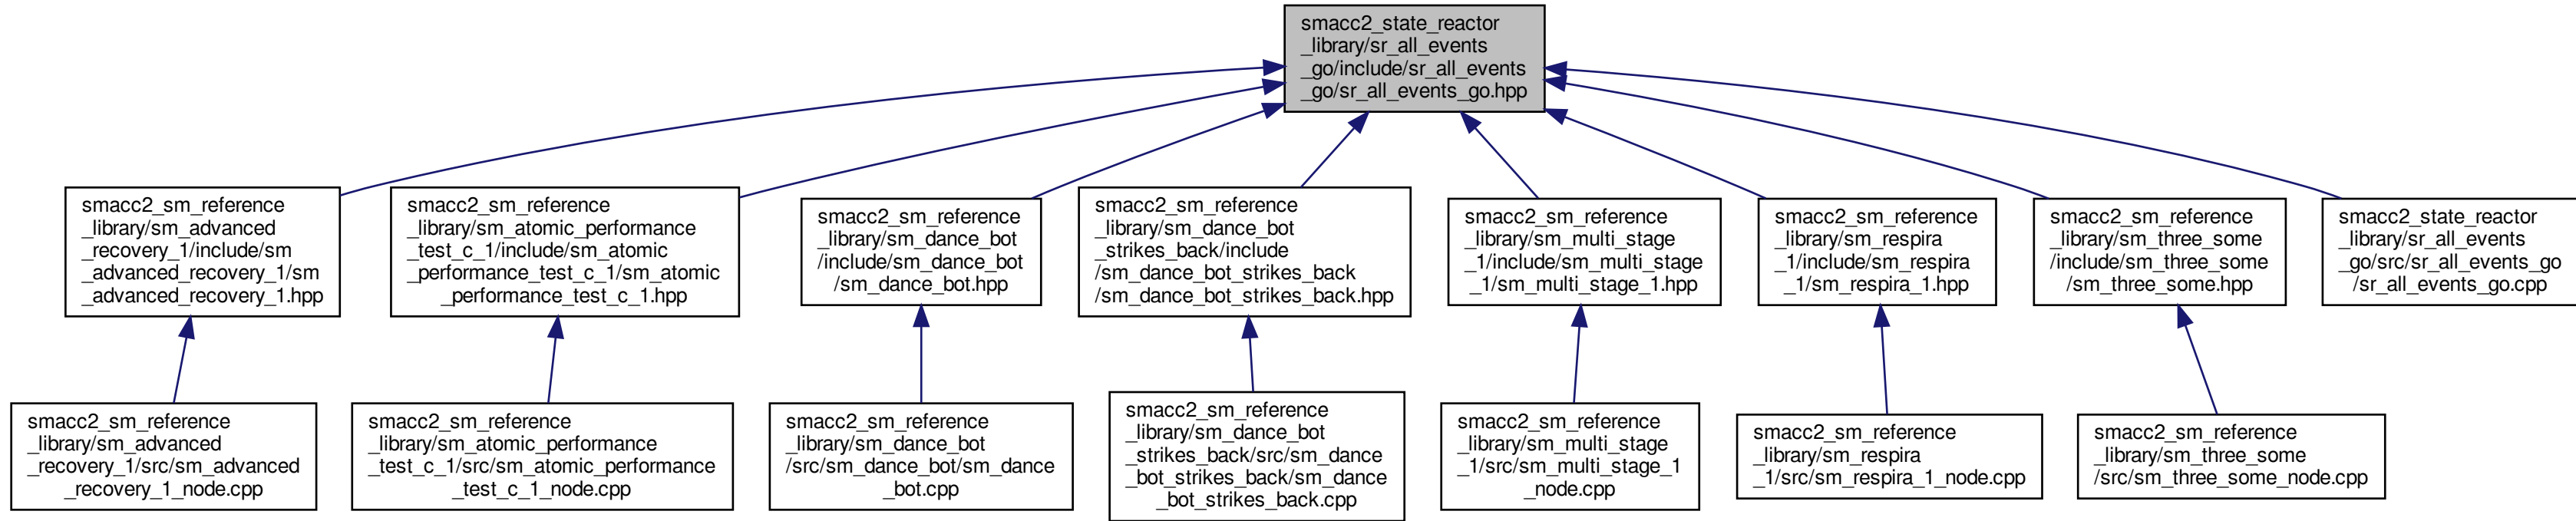 smacc2_state_reactor
_library/sr_all_events
_go/include/sr_all_events
_go/sr_all_events_go.hpp
smacc2_sm_reference
_library/sm_advanced
_recovery_1/include/sm
_advanced_recovery_1/sm
_advanced_recovery_1.hpp
smacc2_sm_reference
_library/sm_atomic_performance
_test_c_1/include/sm_atomic
_performance_test_c_1/sm_atomic
_performance_test_c_1.hpp
smacc2_sm_reference
_library/sm_dance_bot
/include/sm_dance_bot
/sm_dance_bot.hpp
smacc2_sm_reference
_library/sm_dance_bot
_strikes_back/include
/sm_dance_bot_strikes_back
/sm_dance_bot_strikes_back.hpp
smacc2_sm_reference
_library/sm_multi_stage
_1/include/sm_multi_stage
_1/sm_multi_stage_1.hpp
smacc2_sm_reference
_library/sm_respira
_1/include/sm_respira
_1/sm_respira_1.hpp
smacc2_sm_reference
_library/sm_three_some
/include/sm_three_some
/sm_three_some.hpp
smacc2_state_reactor
_library/sr_all_events
_go/src/sr_all_events_go
/sr_all_events_go.cpp
smacc2_sm_reference
_library/sm_advanced
_recovery_1/src/sm_advanced
_recovery_1_node.cpp
smacc2_sm_reference
_library/sm_atomic_performance
_test_c_1/src/sm_atomic_performance
_test_c_1_node.cpp
smacc2_sm_reference
_library/sm_dance_bot
/src/sm_dance_bot/sm_dance
_bot.cpp
smacc2_sm_reference
_library/sm_dance_bot
_strikes_back/src/sm_dance
_bot_strikes_back/sm_dance
_bot_strikes_back.cpp
smacc2_sm_reference
_library/sm_multi_stage
_1/src/sm_multi_stage_1
_node.cpp
smacc2_sm_reference
_library/sm_respira
_1/src/sm_respira_1_node.cpp
smacc2_sm_reference
_library/sm_three_some
/src/sm_three_some_node.cpp